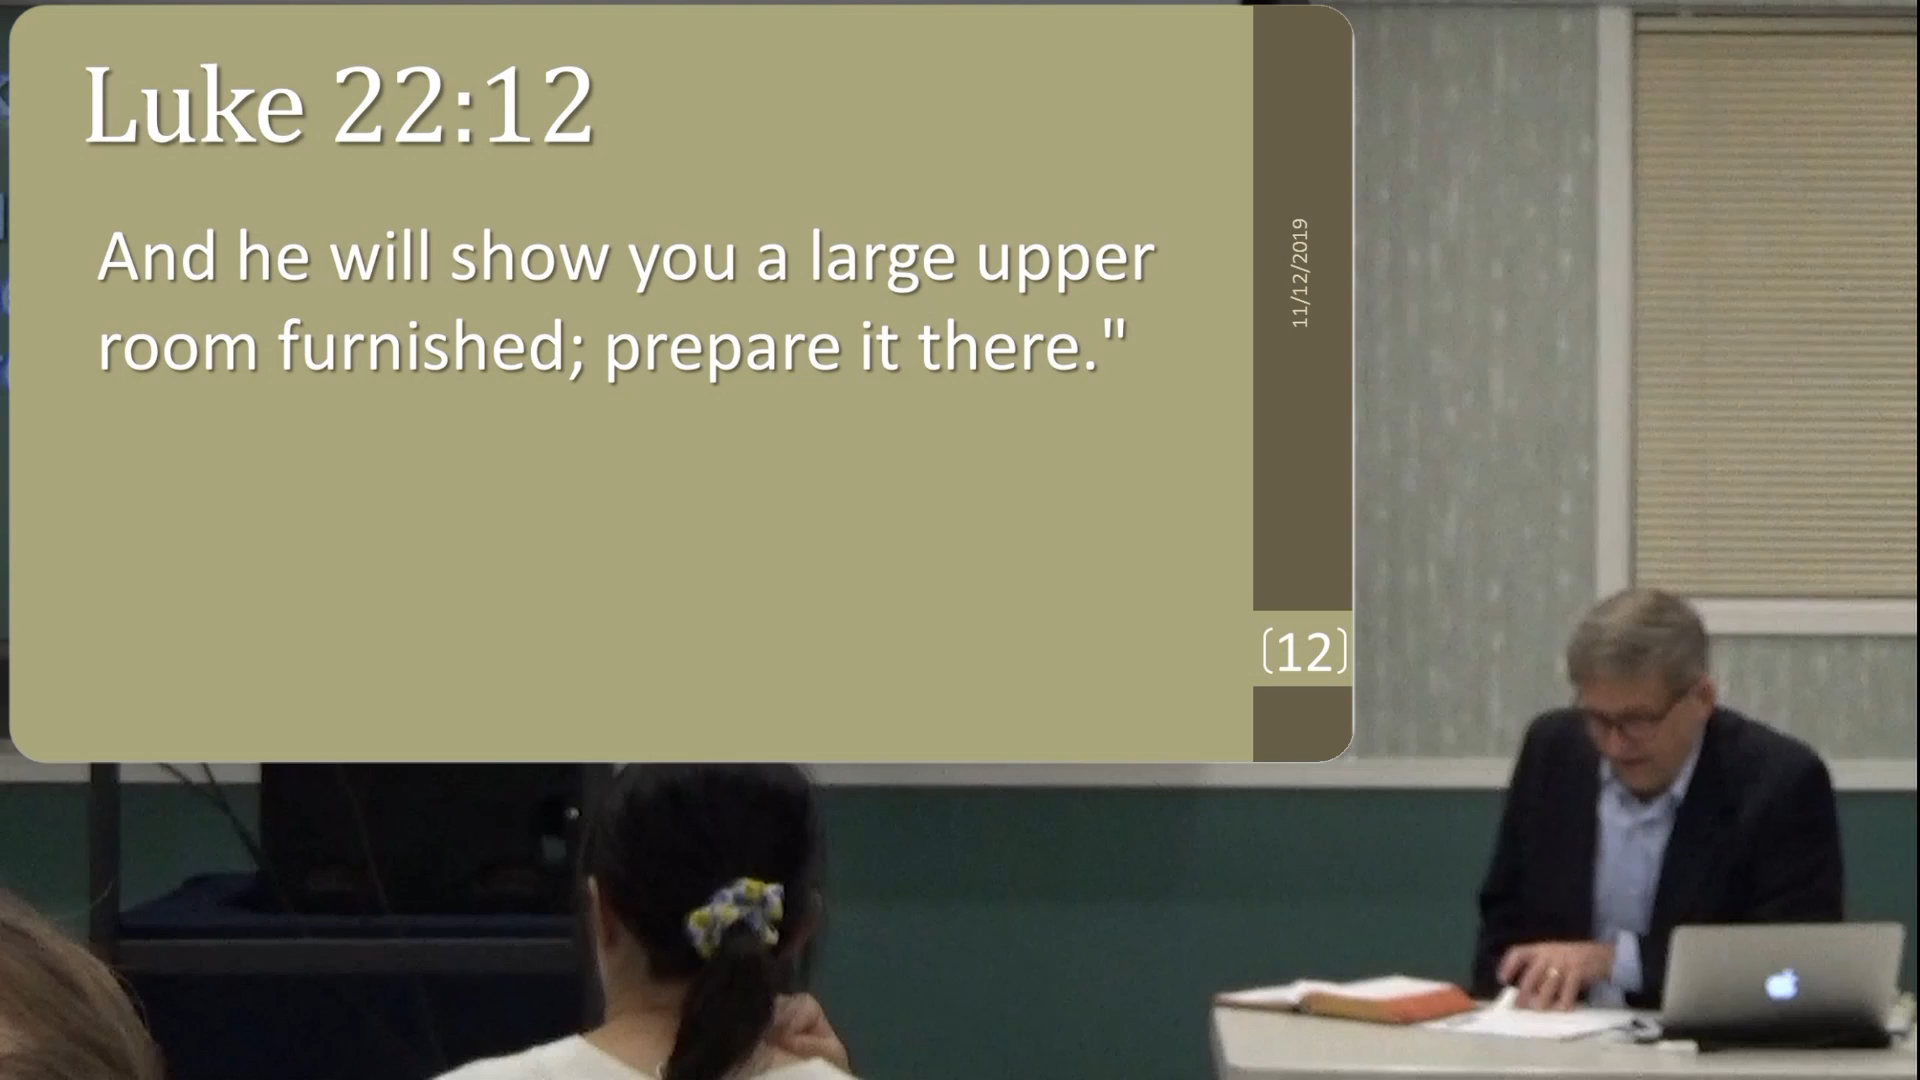 Luke 22:12
And he will show you a large upper
room furnished; prepare it there."
11/12/2019
[12]